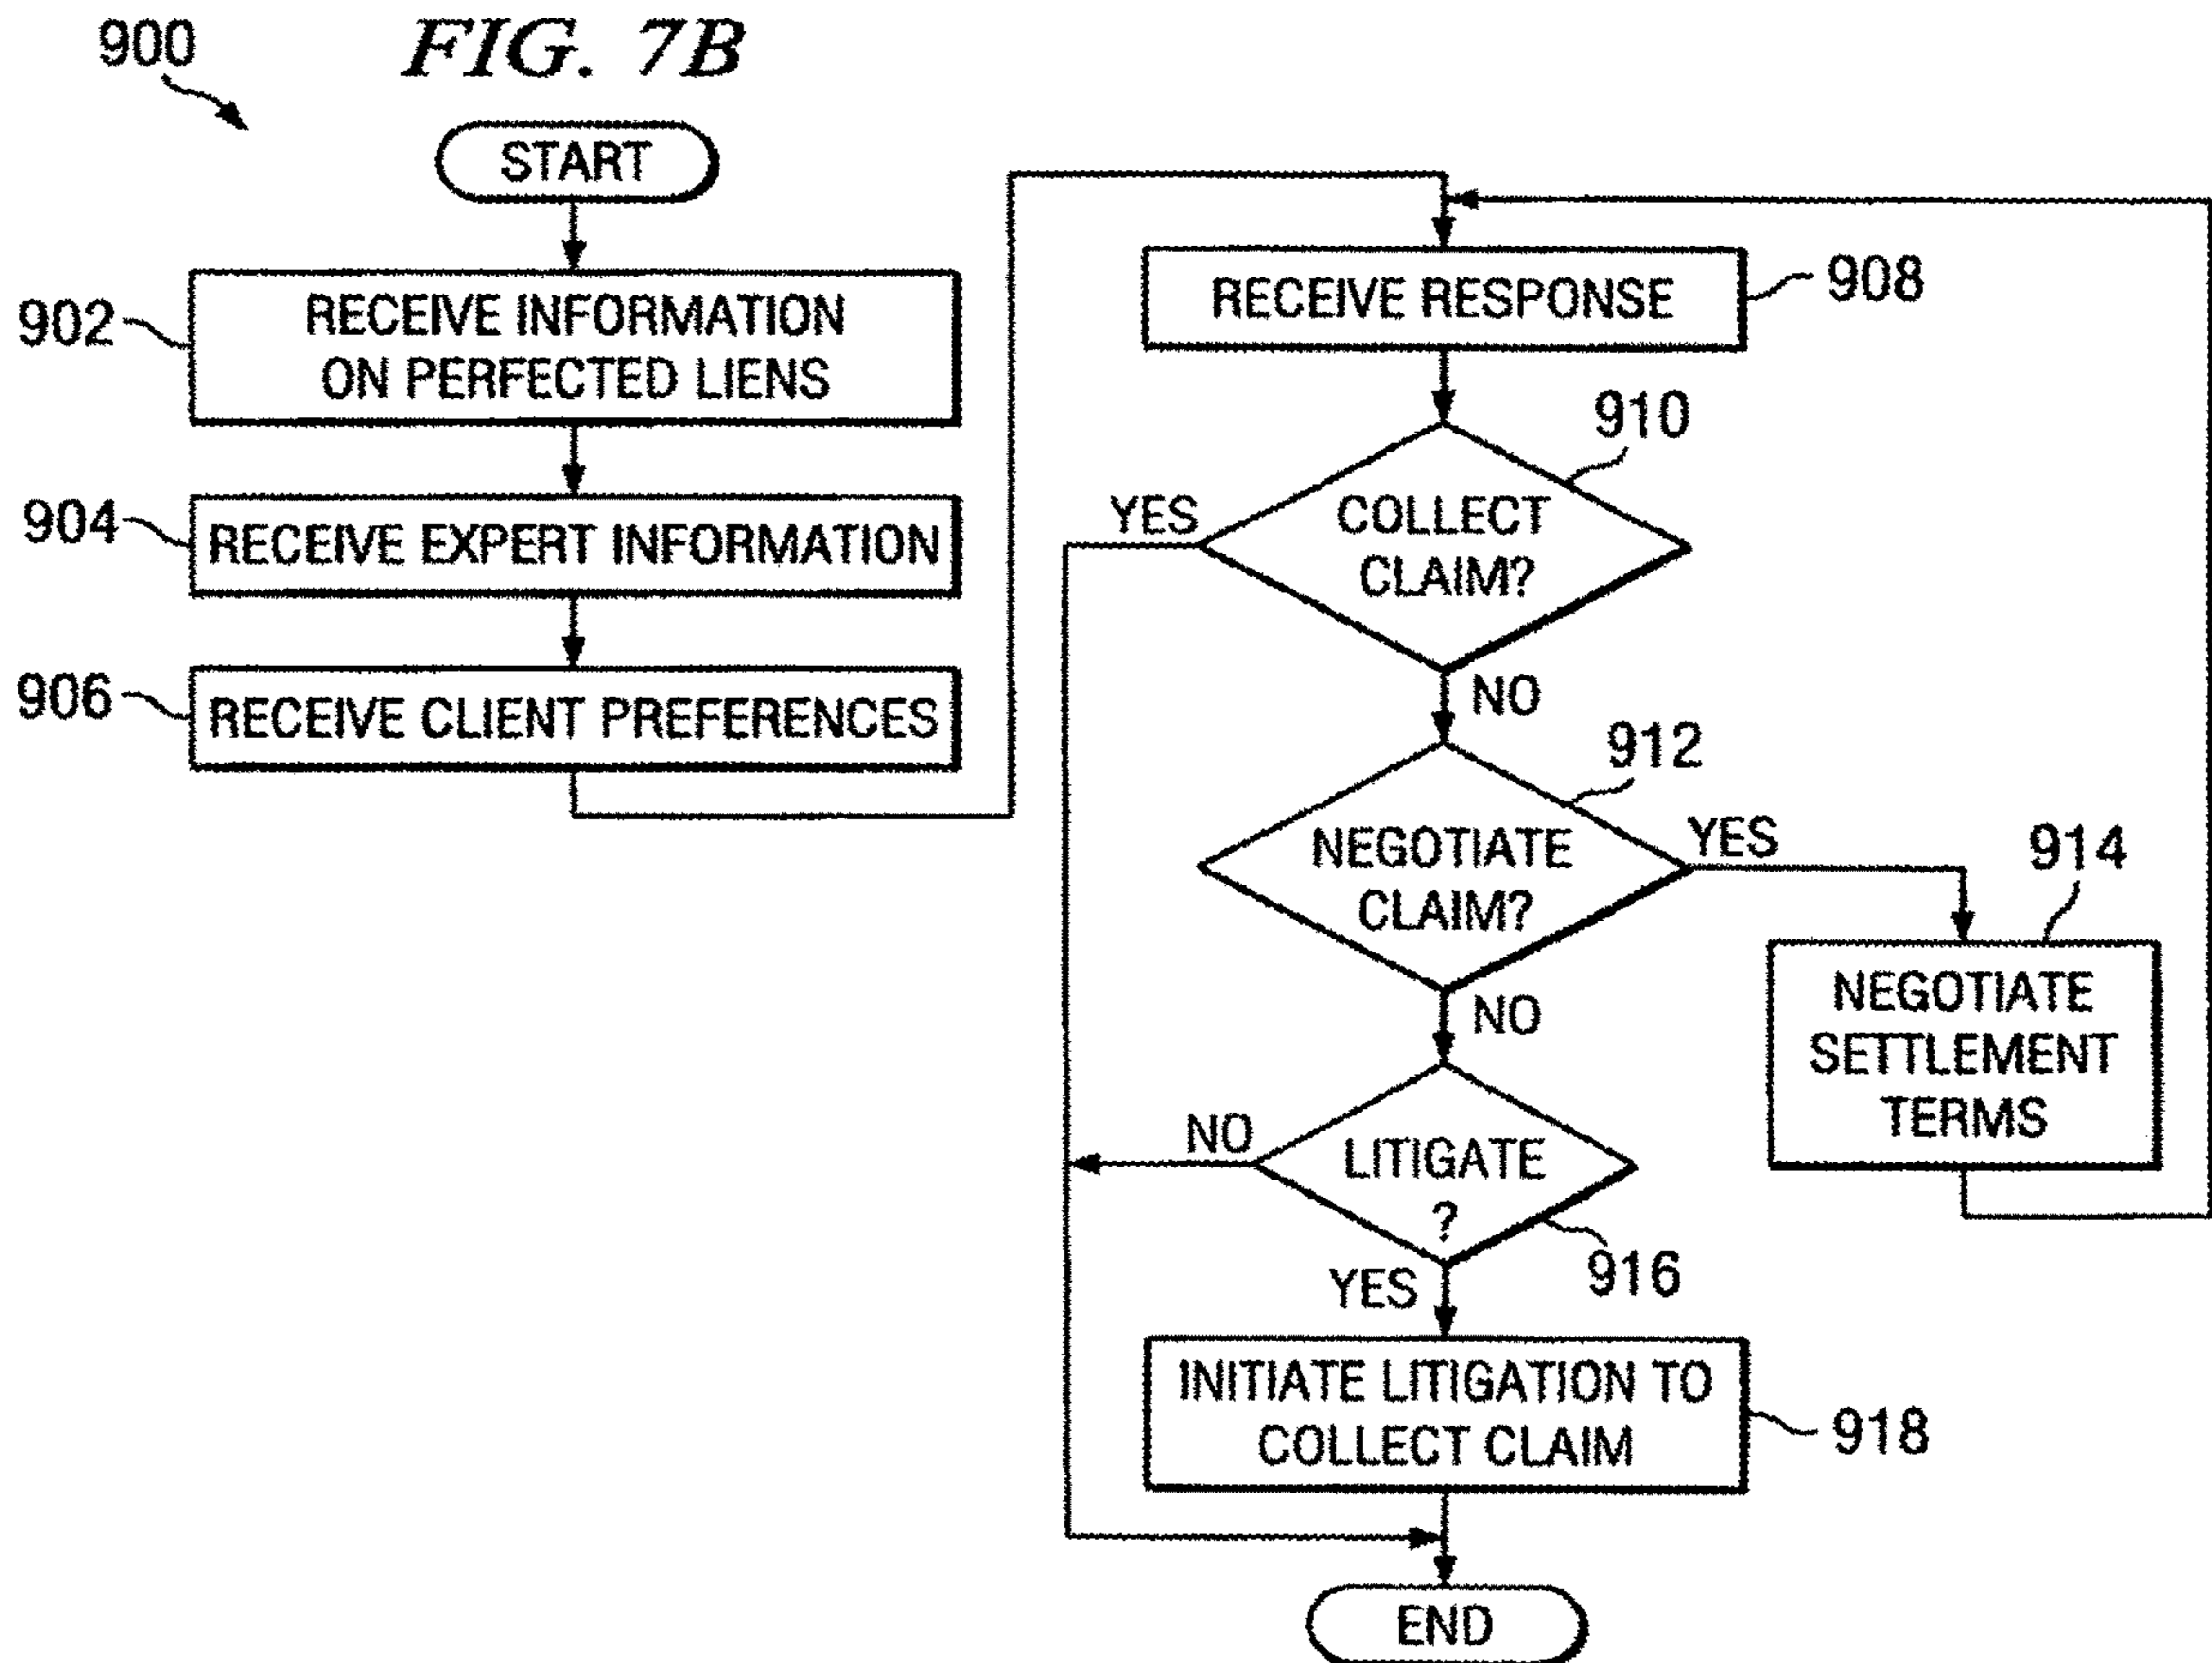 900
FIG. 7B
START
902
RECEIVE INFORMATION
ON PERFECTED LIENS
904
RECEIVE EXPERT INFORMATION
906
RECEIVE CLIENT PREFERENCES
RECEIVE RESPONSE
908
910
YES
COLLECT
CLAIM?
NO
912
NEGOTIATE
CLAIM?
YES
914
NEGOTIATE
SETTLEMENT
TERMS
NO
NO
LITIGATE
?
916
YES
INITIATE LITIGATION TO
COLLECT CLAIM
918
END